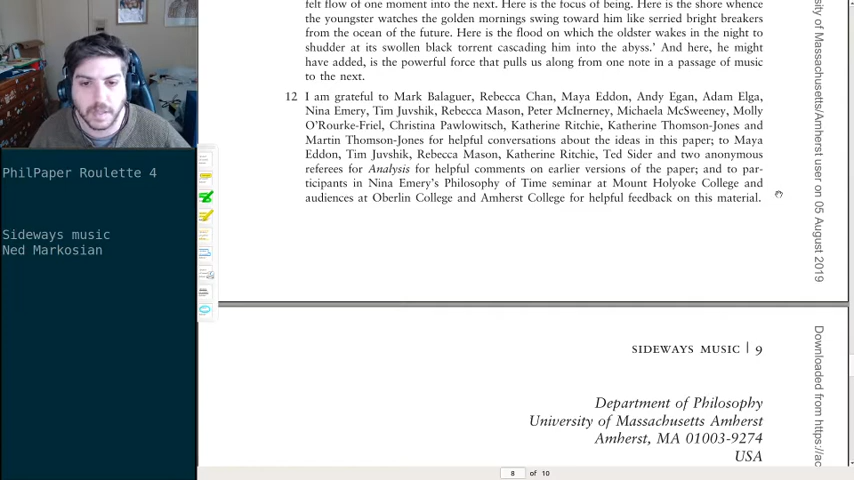 PhilPaper Roulette 4
Sideways music
Ned Markosian
felt flow of one moment into the next. Here is the focus of being. Here is the shore whence
the youngster watches the golden mornings swing toward him like serried bright breakers
from the ocean of the future. Here is the flood on which the oldster wakes in the night to
shudder at its swollen black torrent cascading him into the abyss.' And here, he might
have added, is the powerful force that pulls us along from one note in a passage of music
to the next.
12 I am grateful to Mark Balaguer, Rebecca Chan, Maya Eddon, Andy Egan, Adam Elga,
Nina Emery, Tim Juvshik, Rebecca Mason, Peter McInerny, Michaela McSweeney, Molly
O'Rourke-Friel, Christina Pawlowitsch, Katherine Ritchie, Katherine Thomson-Jones and
Martin Thomson-Jones for helpful conversations about the ideas in this paper; to Maya
Eddon, Tim Juvshik, Rebecca Mason, Katherine Ritchie, Ted Sider and two anonymous
referees for Analysis for helpful comments on earlier versions of the paper; and to par-
ticipants in Nina Emery's Philosophy of Time seminar at Mount Holyoke College and
audiences at Oberlin College and Amherst College for helpful feedback on this material.
sity of Massachusetts/Amherst user on 05 August 2019
SIDEWAYS MUSIC | 9
Department of Philosophy
University of Massachusetts Amherst
Amherst, MA 01003-9274
USA
Downloaded from https://ac
8 of 10